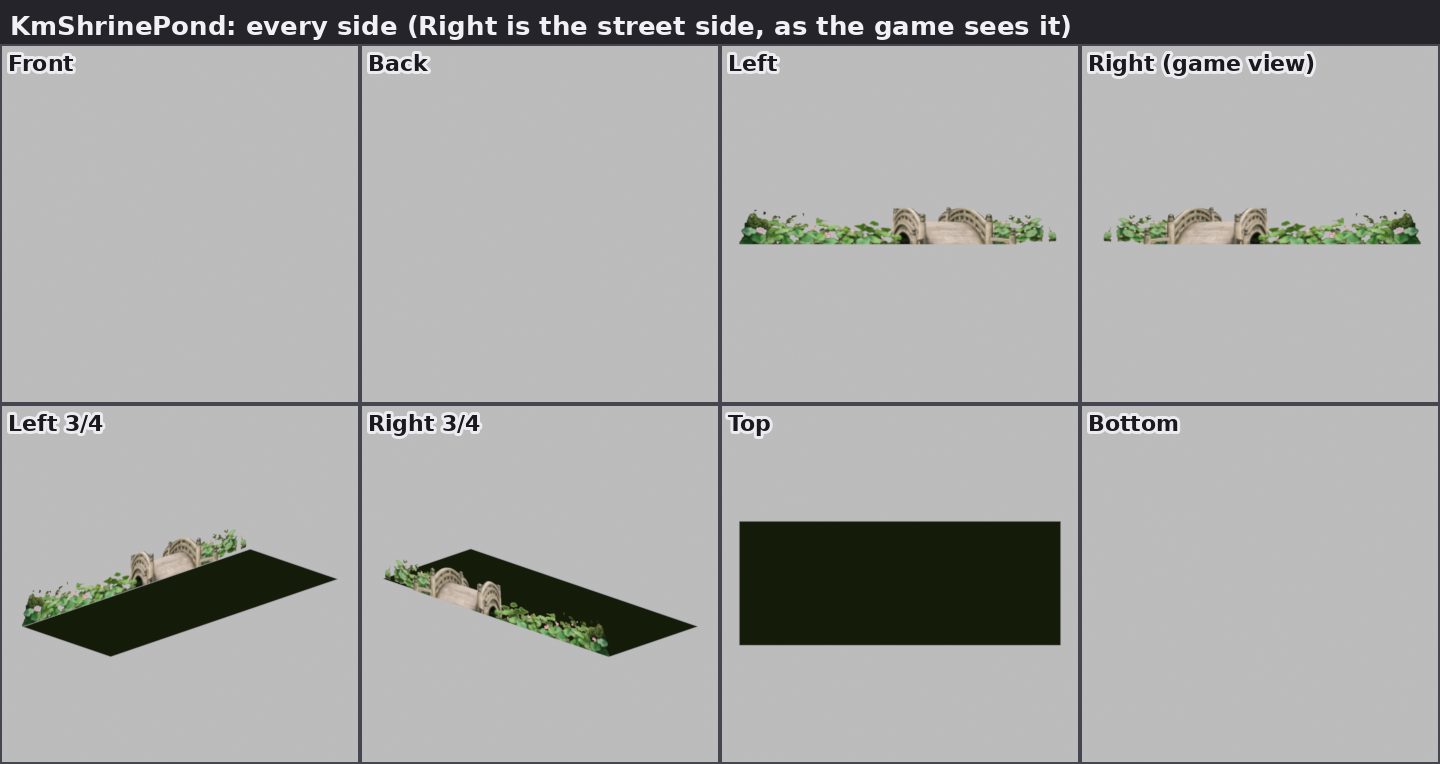 KmShrinePond: every side (Right is the street side, as the game sees it)
Front
Back
Left
Right (game view)
Left 3/4
Right 3/4
Top
Bottom